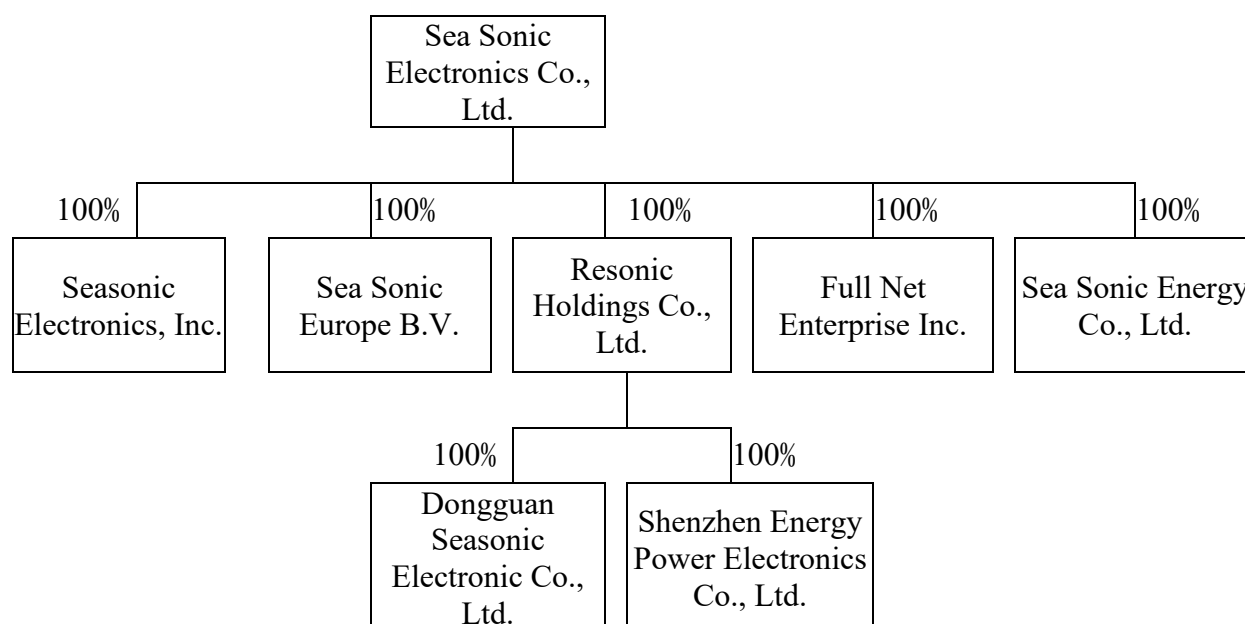 Sea Sonic
Electronics Co.,
Ltd.
100%
100%
100%
100%
100%
Seasonic
Electronics, Inc.
Sea Sonic
Europe B.V.
Resonic
Holdings Co.,
Ltd.
Full Net
Enterprise Inc.
Sea Sonic Energy
Co., Ltd.
100%
100%
Dongguan
Seasonic
Electronic Co.,
Ltd.
Shenzhen Energy
Power Electronics
Co., Ltd.